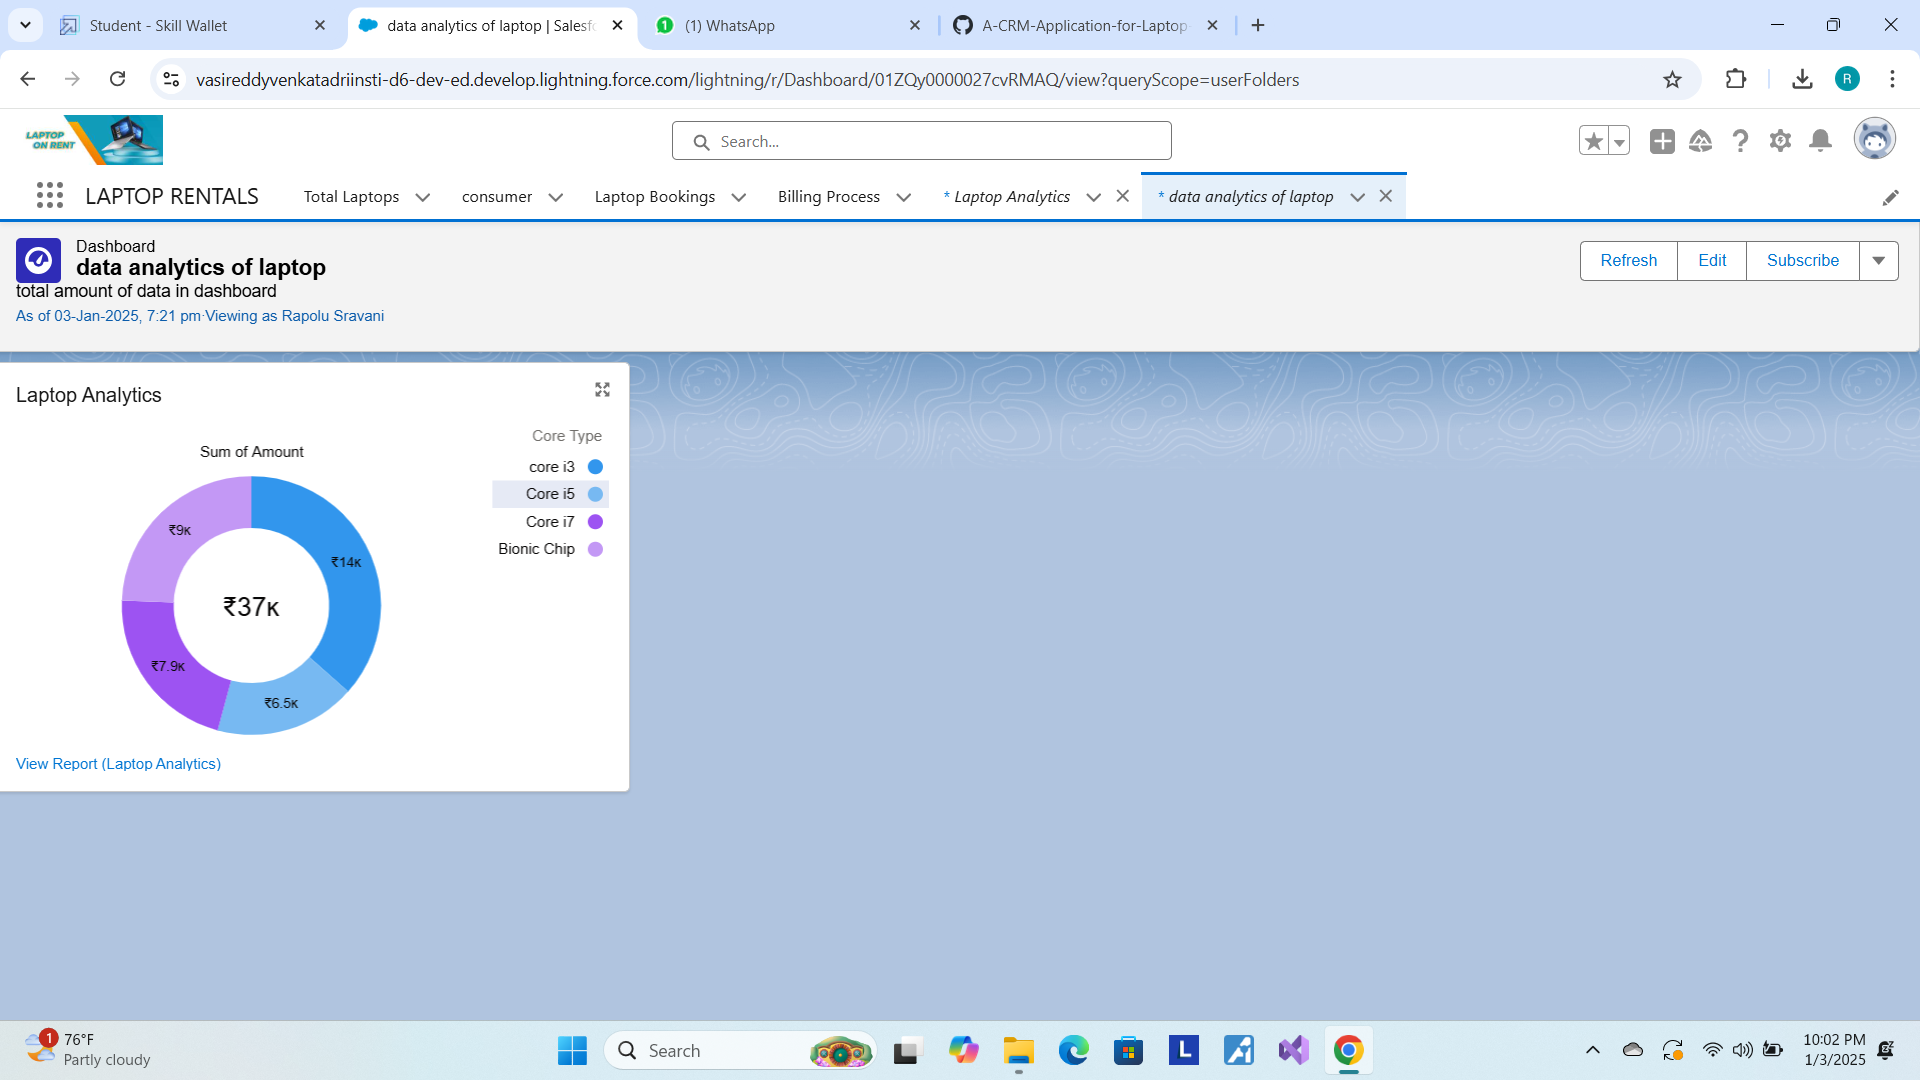 Student - Skill Wallet
data analytics of laptop | Salesfo
1 (1) WhatsApp
A-CRM-Application-for-Laptop-
vasireddyvenkatadriinsti-d6-dev-ed.develop.lightning.force.com/lightning/r/Dashboard/01ZQy0000027cvRMAQ/view?queryScope=userFolders
R
LAPTOP
ON RENT
Search...
LAPTOP RENTALS
Total Laptops
consumer
Laptop Bookings
Billing Process
* Laptop Analytics
* data analytics of laptop
Dashboard
data analytics of laptop
total amount of data in dashboard
As of 03-Jan-2025, 7:21 pm·Viewing as Rapolu Sravani
Refresh
Edit
Subscribe
Laptop Analytics
Sum of Amount
Core Type
core i3
Core i5
Core i7
Bionic Chip
₹9K
₹14K
₹37K
₹7.9K
₹6.5K
View Report (Laptop Analytics)
1
76°F
Partly cloudy
Search
L
10:02 PM
1/3/2025